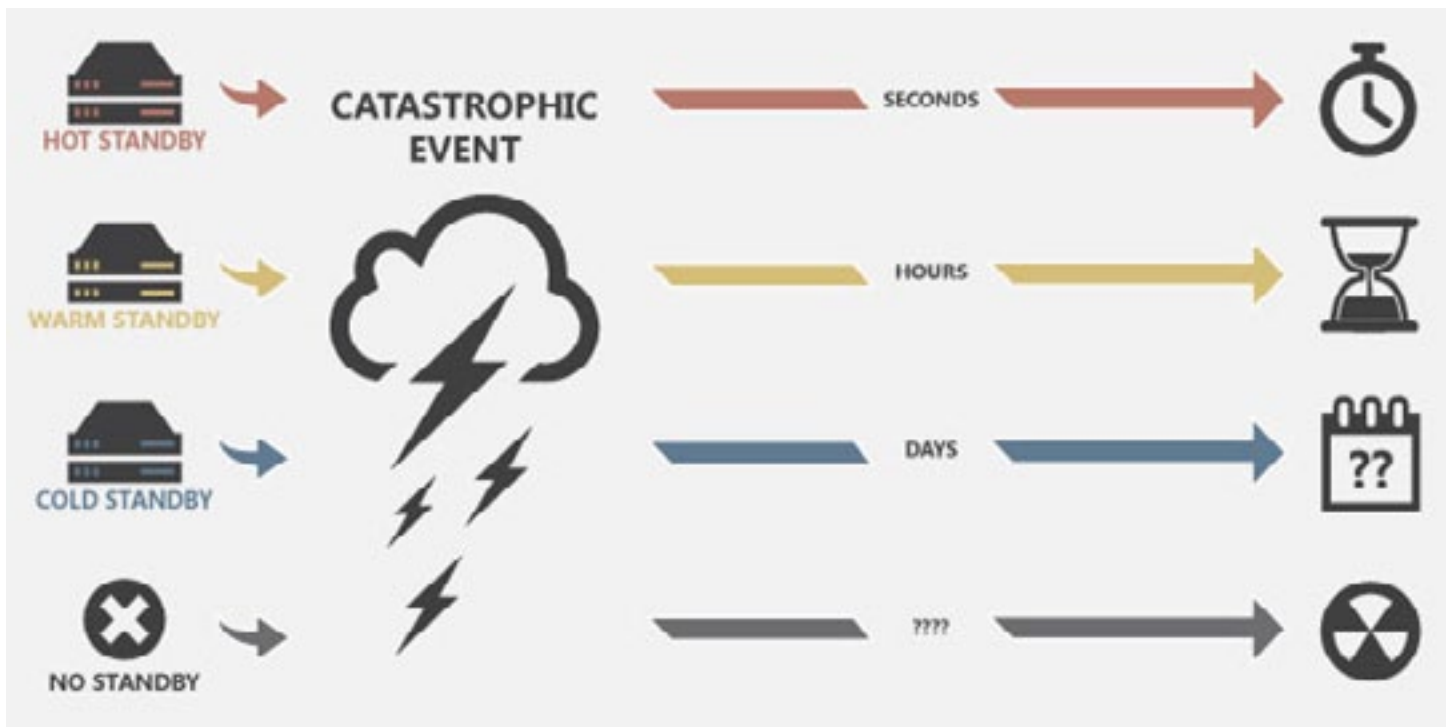 HOT STANDBY
CATASTROPHIC
EVENT
SECONDS
WARM STANDBY
HOURS
COLD STANDBY
DAYS
??
NO STANDBY
????